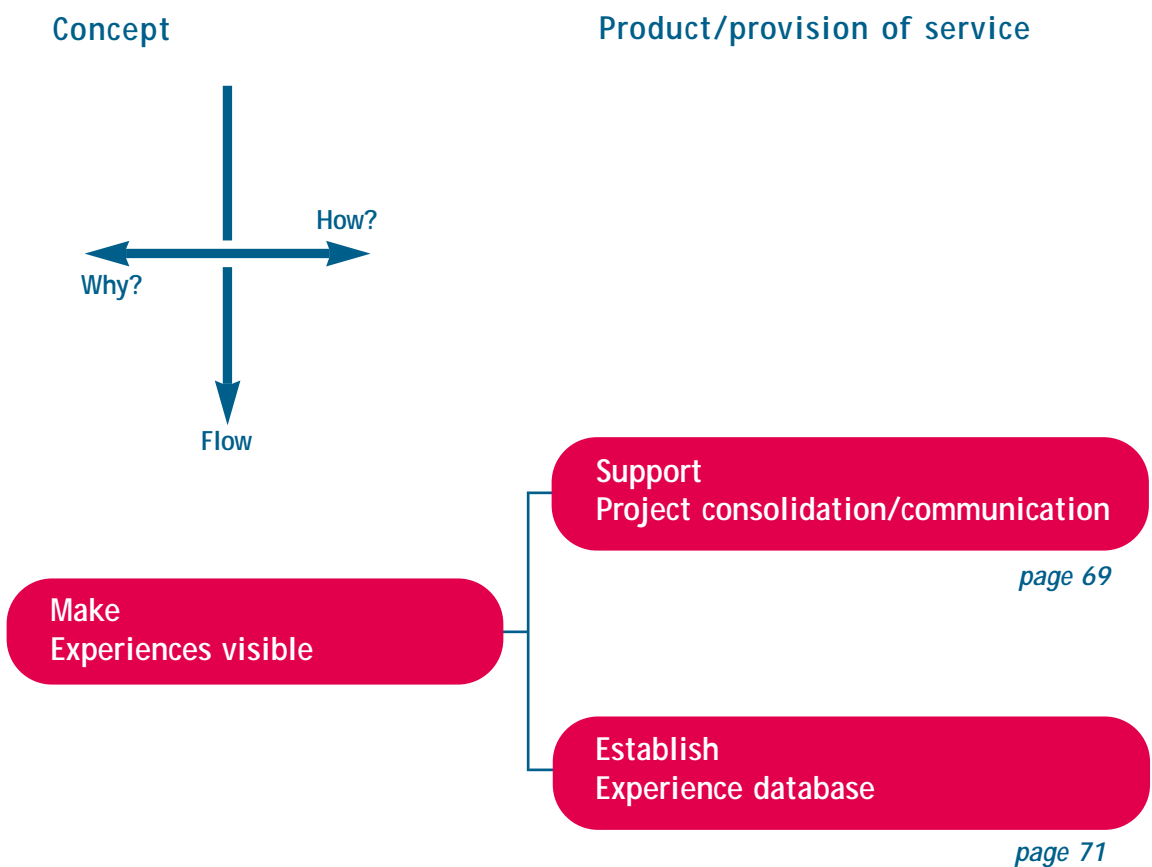 Concept
Product/provision of service
How?
Why?
Flow
Support
Project consolidation/communication
page 69
Make
Experiences visible
Establish
Experience database
page 71